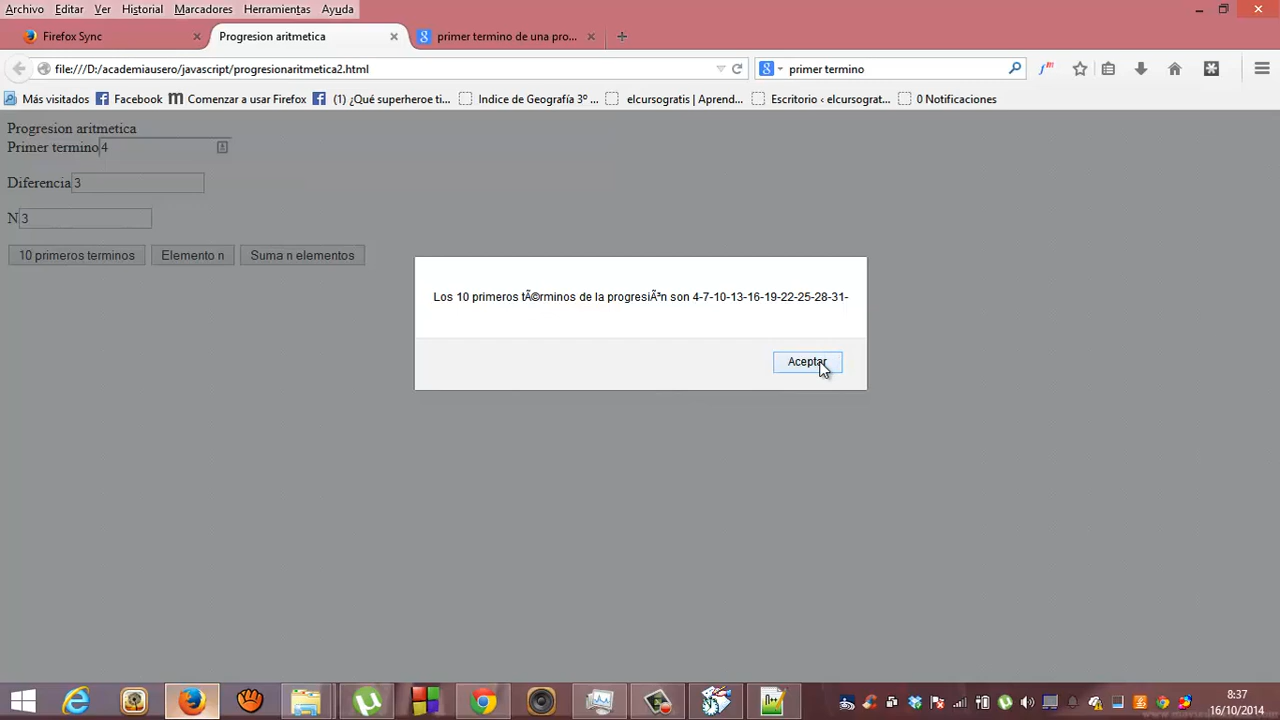 Archivo Editar Ver Historial Marcadores Herramientas Ayuda
Firefox Sync × Progresion aritmetica × primer termino de una pro... × +
file:///D:/academiausero/javascript/progresionaritmetica2.html primer termino
Más visitados Facebook Comenzar a usar Firefox (1) ¿Qué superheroe ti... Indice de Geografía 3º ... elcursogratis | Aprend... Escritorio ‹ elcursograt... 0 Notificaciones
Progresion aritmetica
Primer termino 4
Diferencia 3
N 3
10 primeros terminos Elemento n Suma n elementos
Los 10 primeros tÃ©rminos de la progresiÃ³n son 4-7-10-13-16-19-22-25-28-31-
Aceptar
8:37
16/10/2014